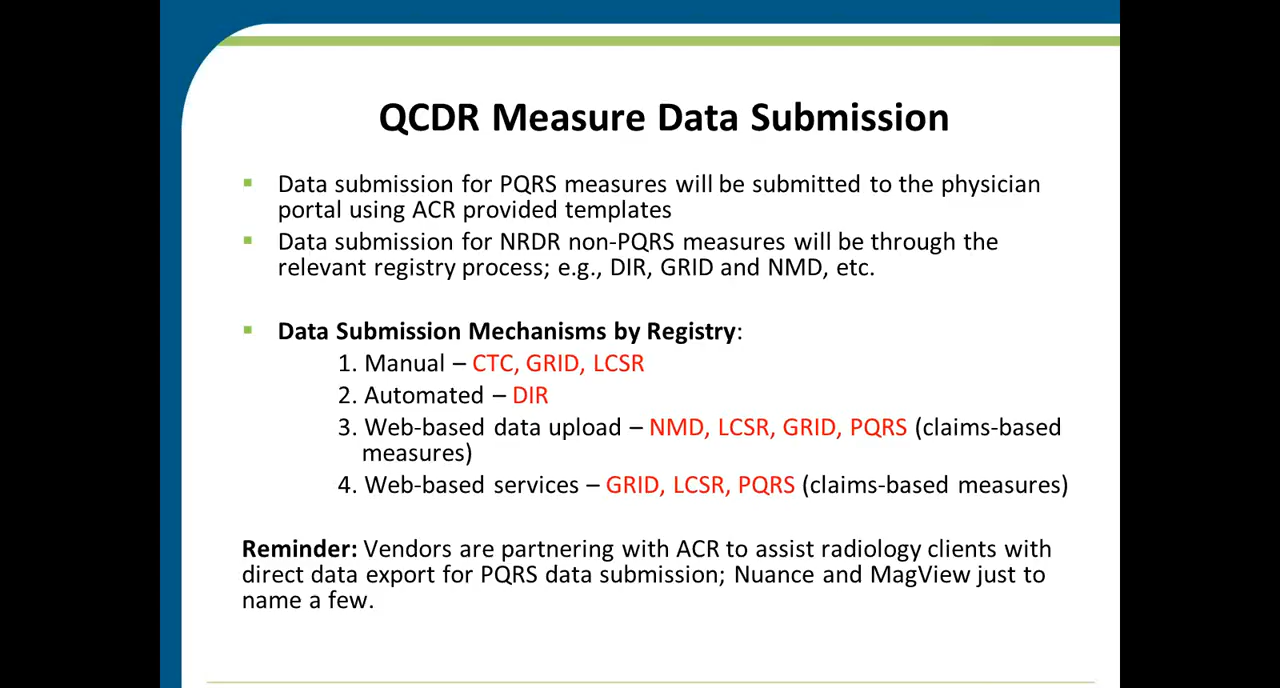 QCDR Measure Data Submission
▪ Data submission for PQRS measures will be submitted to the physician
portal using ACR provided templates
▪ Data submission for NRDR non-PQRS measures will be through the
relevant registry process; e.g., DIR, GRID and NMD, etc.
▪ Data Submission Mechanisms by Registry:
1. Manual – CTC, GRID, LCSR
2. Automated – DIR
3. Web-based data upload – NMD, LCSR, GRID, PQRS (claims-based
measures)
4. Web-based services – GRID, LCSR, PQRS (claims-based measures)
Reminder: Vendors are partnering with ACR to assist radiology clients with
direct data export for PQRS data submission; Nuance and MagView just to
name a few.